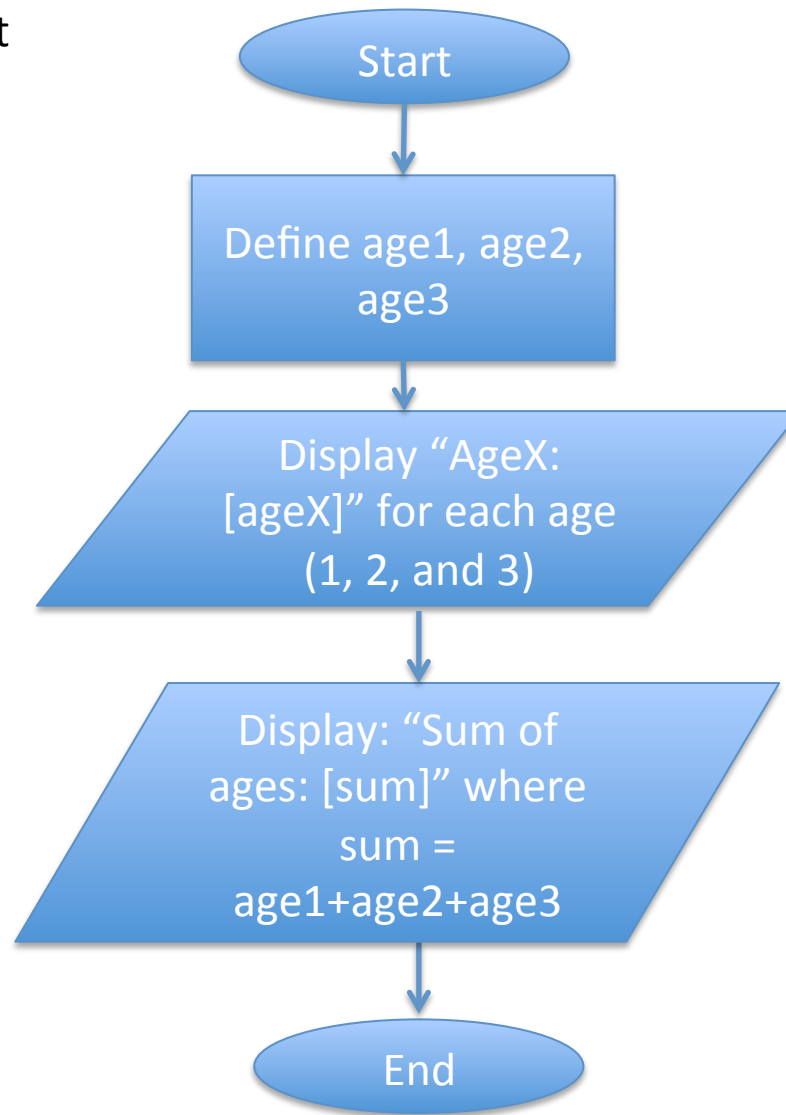 t
Start
Define age1, age2,
age3
Display “AgeX:
[ageX]” for each age
(1, 2, and 3)
Display: “Sum of
ages: [sum]” where
sum =
age1+age2+age3
End